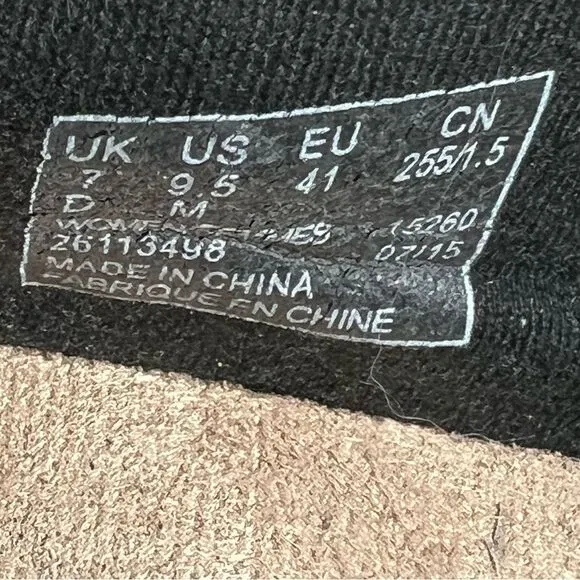 UK US EU CN
7 9.5 41 255/1.5
D M
WOMEN FEMMES 15260
26113498 07/15
MADE IN CHINA
FABRIQUE EN CHINE